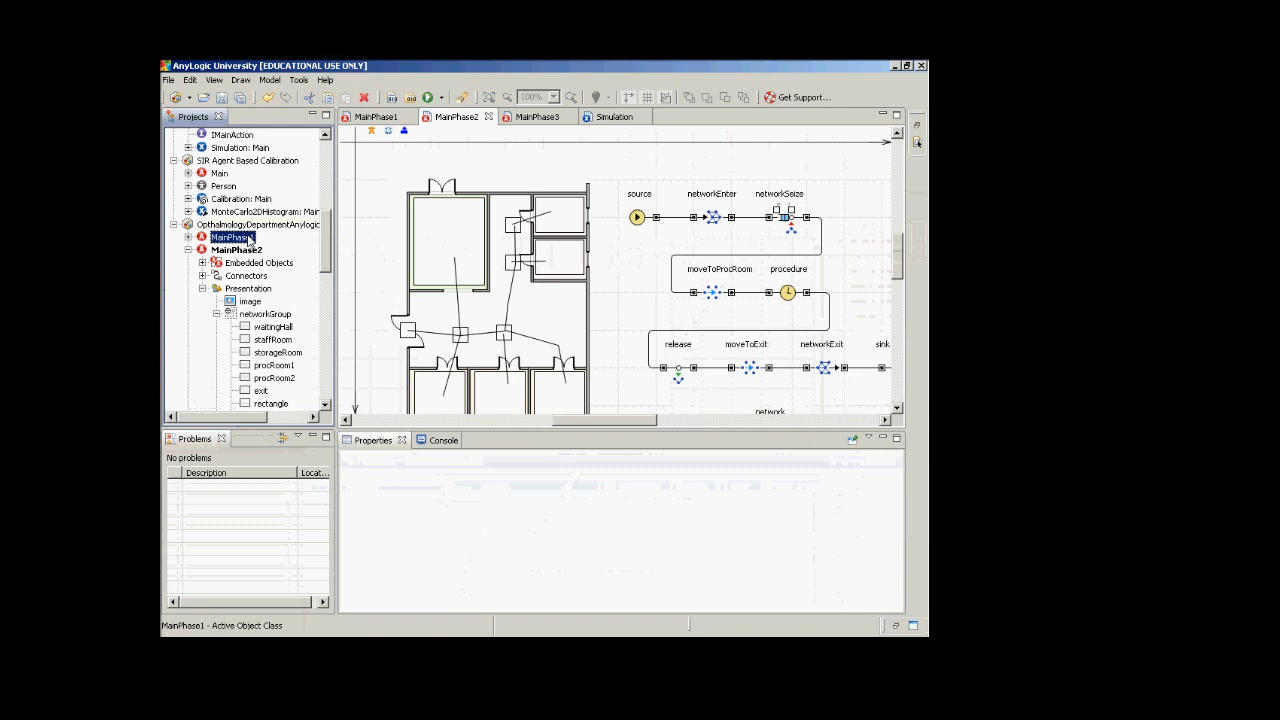 AnyLogic University [EDUCATIONAL USE ONLY]
File Edit View Draw Model Tools Help
100% Get Support...
Projects
MainPhase1 MainPhase2 MainPhase3 Simulation
IMainAction
Simulation: Main
SIR Agent Based Calibration
Main
Person
Calibration: Main
MonteCarlo2DHistogram: Main
OpthalmologyDepartmentAnylogic
MainPhase
MainPhase2
Embedded Objects
Connectors
Presentation
image
networkGroup
waitingHall
staffRoom
storageRoom
procRoom1
procRoom2
exit
rectangle
source networkEnter networkSeize
moveToProcRoom procedure
release moveToExit networkExit sink
network
Problems
No problems
Description Locat...
Properties Console
MainPhase1 - Active Object Class